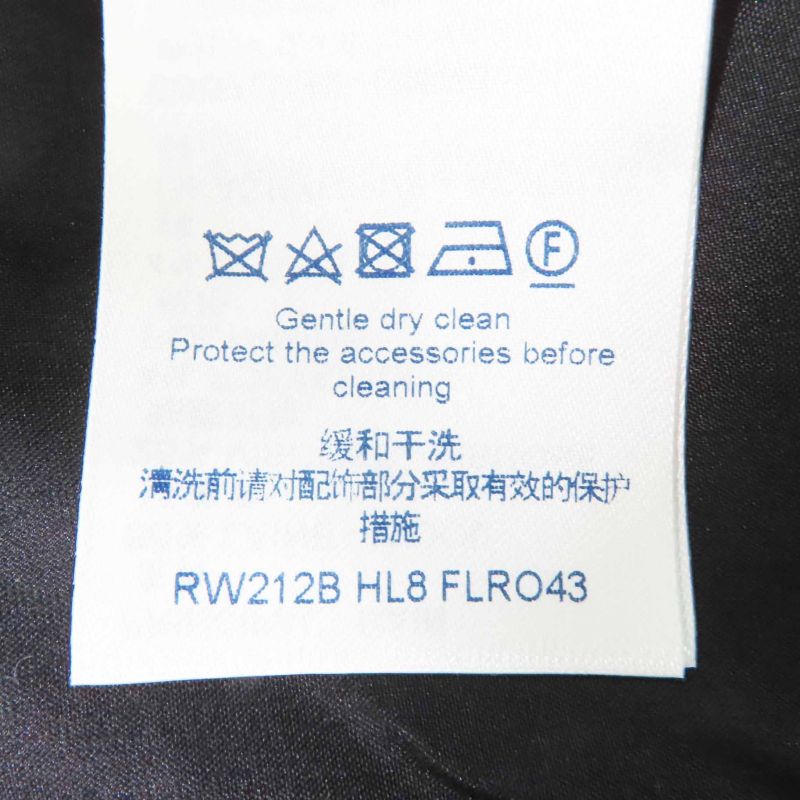 F
Gentle dry clean
Protect the accessories before
cleaning
缓和干洗
清洗前请对配饰部分采取有效的保护
措施
RW212B HL8 FLRO43